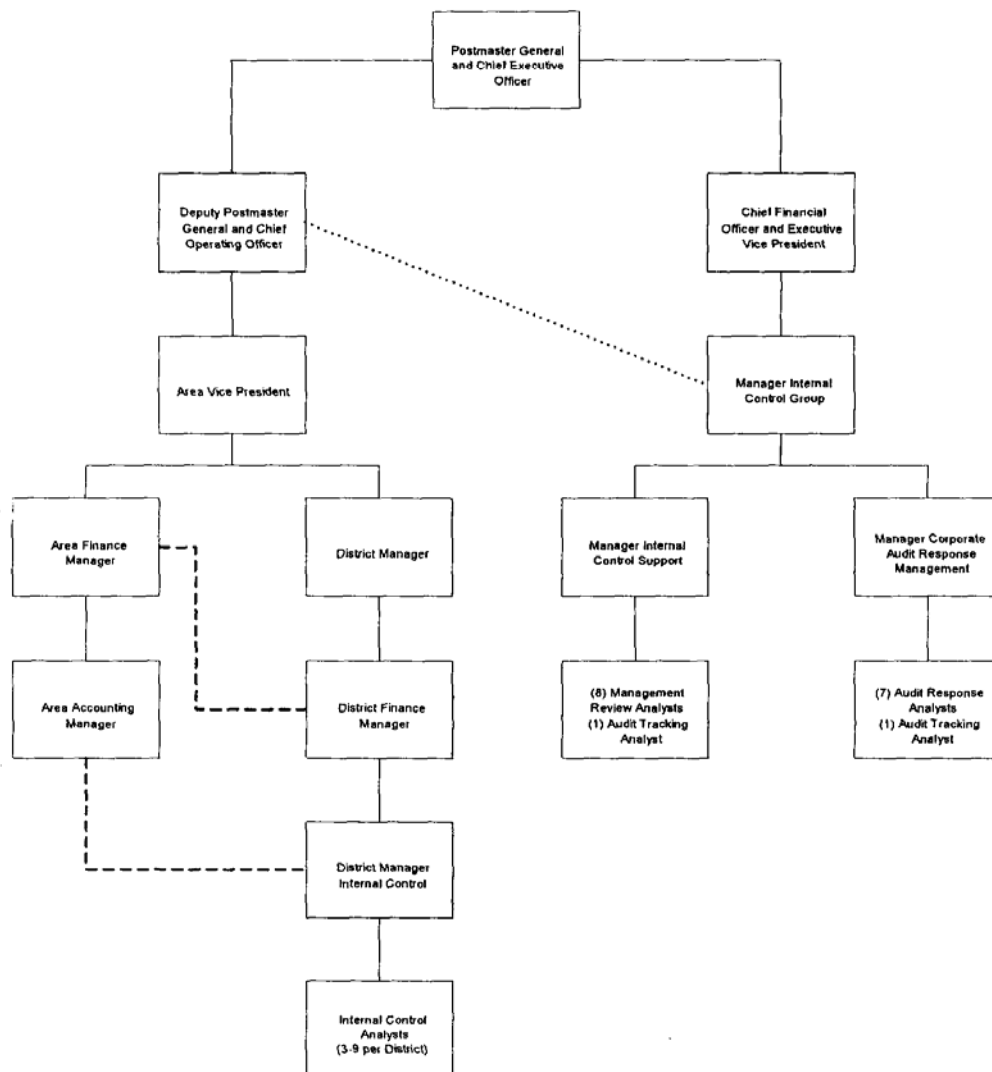 Postmaster General
and Chief Executive
Officer
Deputy Postmaster
General and Chief
Operating Officer
Chief Financial
Officer and Executive
Vice President
Area Vice President
Manager Internal
Control Group
Area Finance
Manager
District Manager
Manager Internal
Control Support
Manager Corporate
Audit Response
Management
Area Accounting
Manager
District Finance
Manager
(8) Management
Review Analysts
(1) Audit Tracking
Analyst
(7) Audit Response
Analysts
(1) Audit Tracking
Analyst
District Manager
Internal Control
Internal Control
Analysts
(3-9 per District)